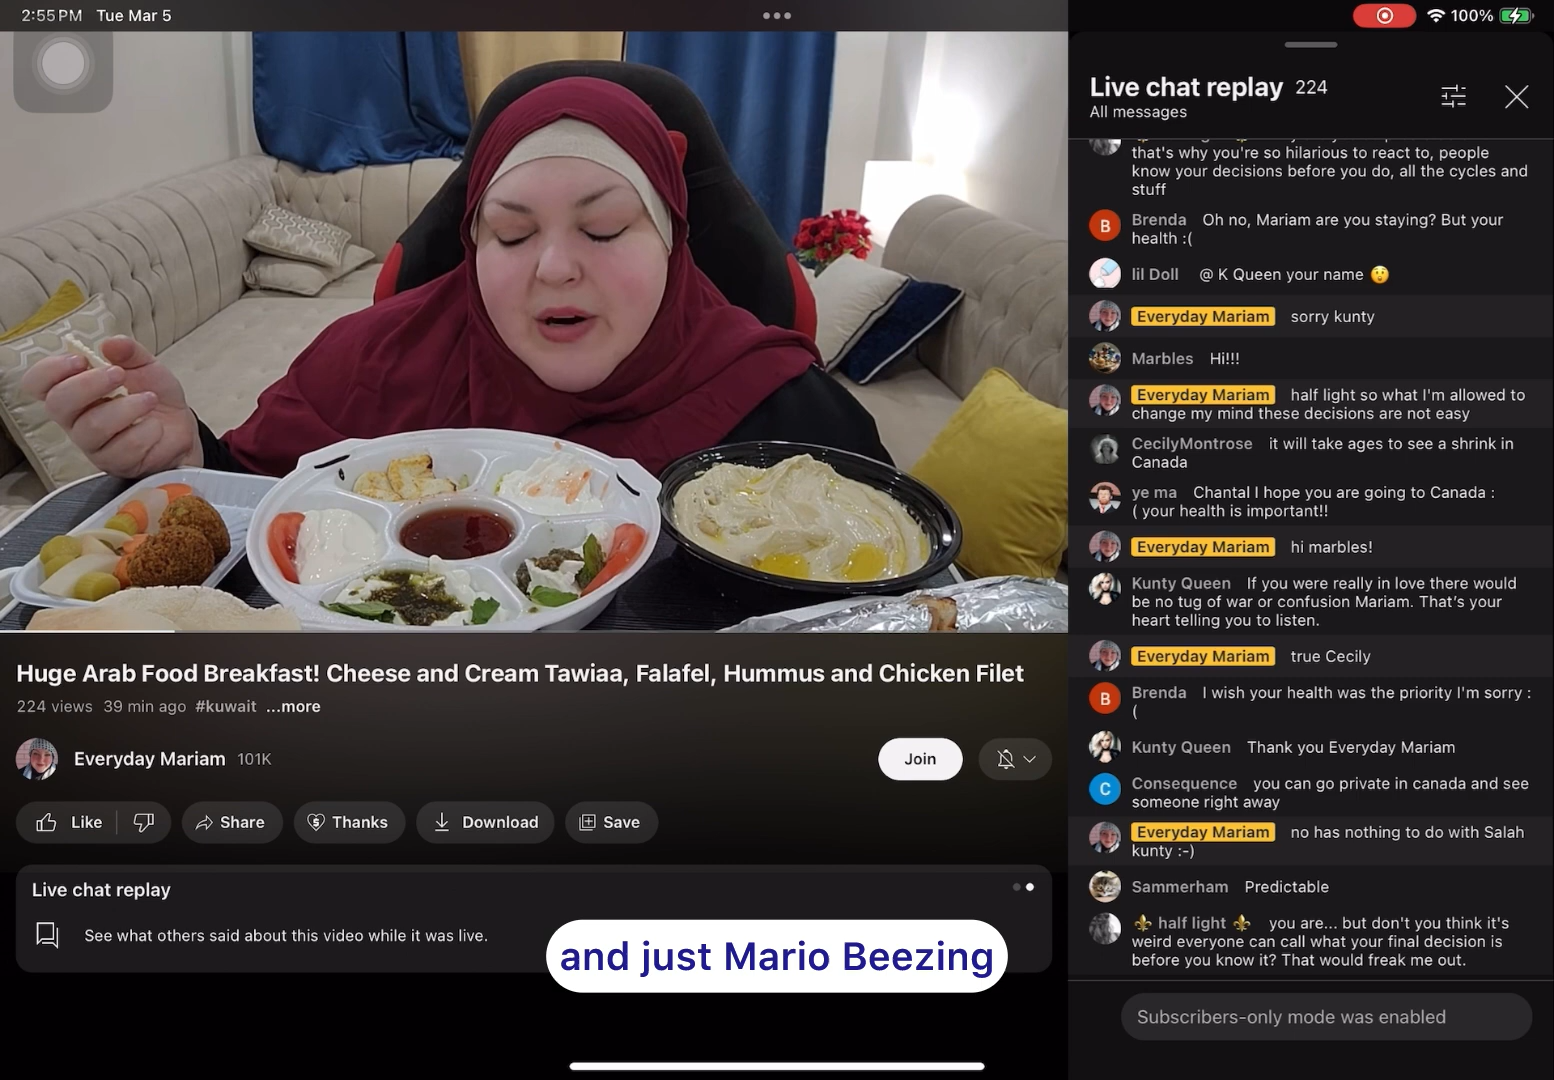 2:55 PM Tue Mar 5
100%
Huge Arab Food Breakfast! Cheese and Cream Tawiaa, Falafel, Hummus and Chicken Filet
224 views 39 min ago #kuwait ...more
Everyday Mariam 101K
Join
Like
Share
Thanks
Download
Save
Live chat replay
See what others said about this video while it was live.
and just Mario Beezing
Live chat replay 224
All messages
that's why you're so hilarious to react to, people
know your decisions before you do, all the cycles and
stuff
B
Brenda Oh no, Mariam are you staying? But your
health :(
lil Doll @ K Queen your name 😲
Everyday Mariam sorry kunty
Marbles Hi!!!
Everyday Mariam half light so what I'm allowed to
change my mind these decisions are not easy
CecilyMontrose it will take ages to see a shrink in
Canada
ye ma Chantal I hope you are going to Canada :
( your health is important!!
Everyday Mariam hi marbles!
Kunty Queen If you were really in love there would
be no tug of war or confusion Mariam. That's your
heart telling you to listen.
Everyday Mariam true Cecily
B
Brenda I wish your health was the priority I'm sorry :
(
Kunty Queen Thank you Everyday Mariam
C
Consequence you can go private in canada and see
someone right away
Everyday Mariam no has nothing to do with Salah
kunty :-)
Sammerham Predictable
⚜️ half light ⚜️ you are... but don't you think it's
weird everyone can call what your final decision is
before you know it? That would freak me out.
Subscribers-only mode was enabled